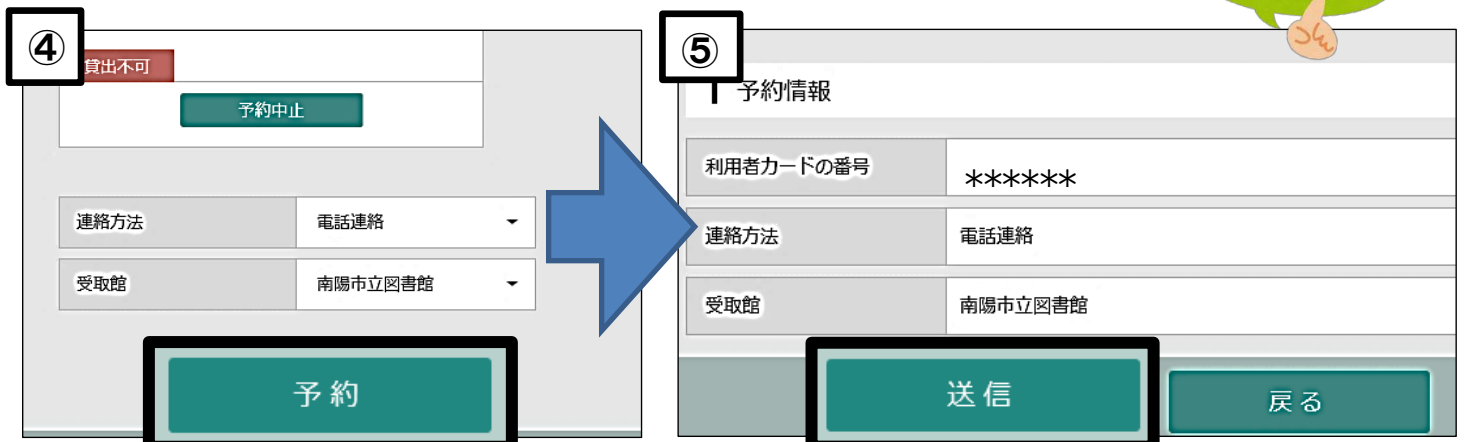 ④
貸出不可
予約中止
連絡方法 電話連絡
受取館 南陽市立図書館
予約
⑤
予約情報
利用者カードの番号 ******
連絡方法 電話連絡
受取館 南陽市立図書館
送信 戻る